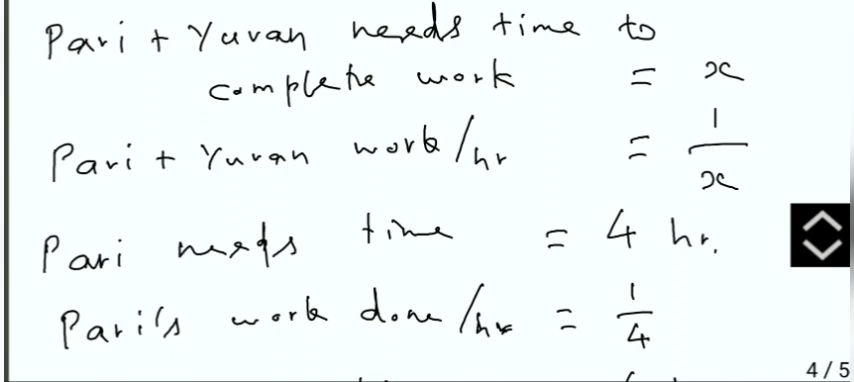 Pari + Yuvan needs time to
complete work = x
Pari + Yuvan work/hr = 1/x
Pari needs time = 4 hr.
Pari's work done/hr = 1/4
4/5